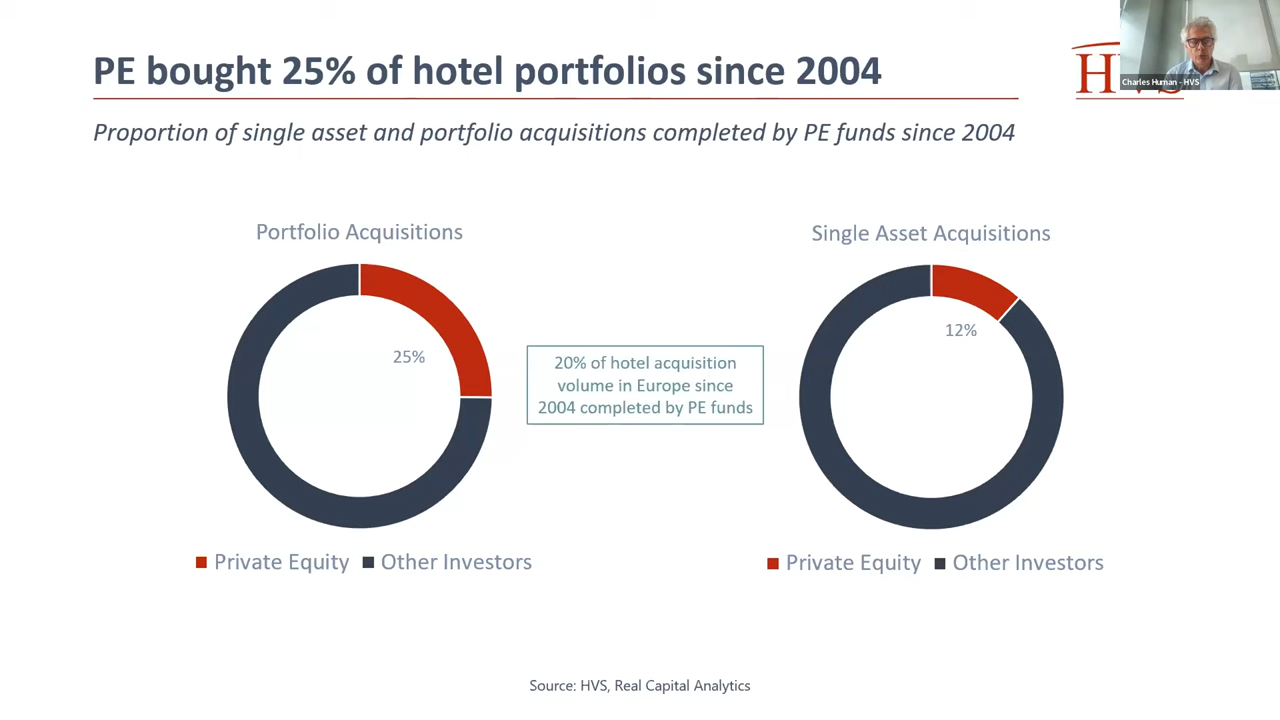 PE bought 25% of hotel portfolios since 2004
Proportion of single asset and portfolio acquisitions completed by PE funds since 2004
HVS
Charles Human - HVS
Portfolio Acquisitions
25%
Private Equity Other Investors
20% of hotel acquisition
volume in Europe since
2004 completed by PE funds
Single Asset Acquisitions
12%
Private Equity Other Investors
Source: HVS, Real Capital Analytics